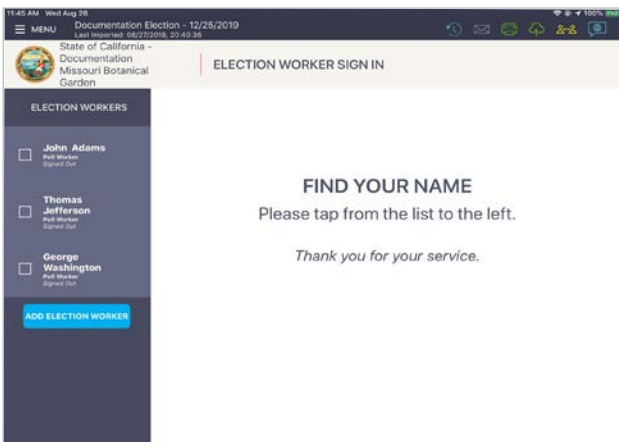 11:45 AM Wed Aug 28
100%
MENU
Documentation Election - 12/25/2019
Last Imported: 08/27/2019, 20:40:36
State of California -
Documentation
Missouri Botanical
Garden
ELECTION WORKER SIGN IN
ELECTION WORKERS
John Adams
Poll Worker
Signed Out
Thomas
Jefferson
Poll Worker
Signed Out
George
Washington
Poll Worker
Signed Out
ADD ELECTION WORKER
FIND YOUR NAME
Please tap from the list to the left.
Thank you for your service.